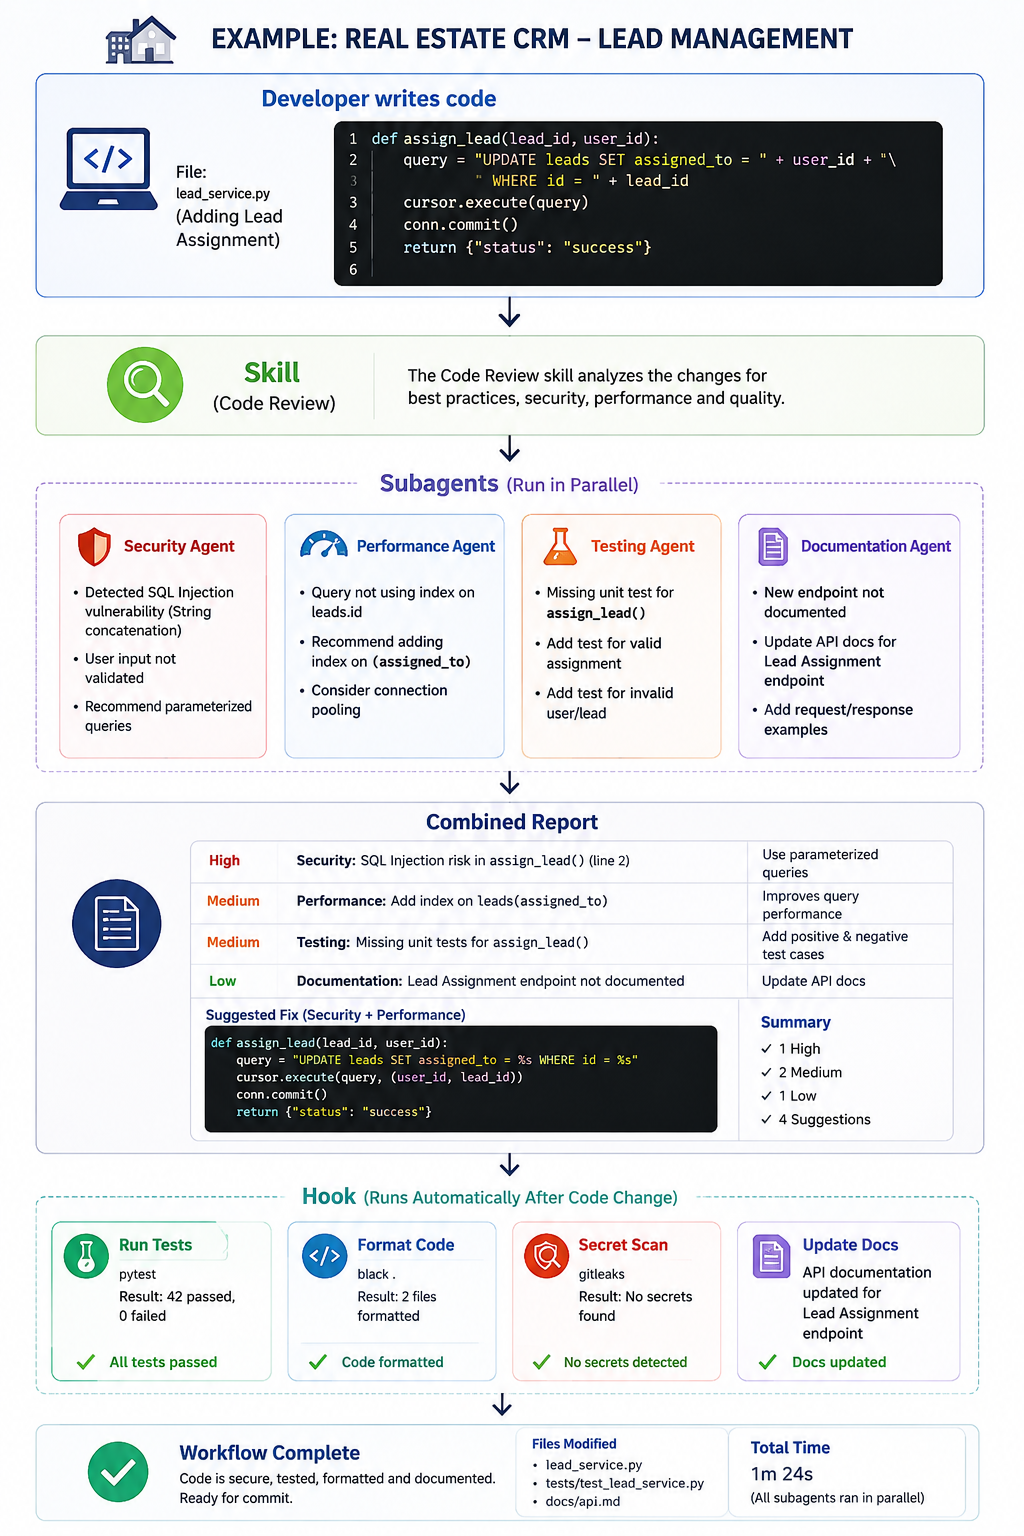 EXAMPLE: REAL ESTATE CRM – LEAD MANAGEMENT
Developer writes code
File:
lead_service.py
(Adding Lead
Assignment)
1 def assign_lead(lead_id, user_id):
2 query = "UPDATE leads SET assigned_to = " + user_id + "\
3 " WHERE id = " + lead_id
3 cursor.execute(query)
4 conn.commit()
5 return {"status": "success"}
6
Skill
(Code Review)
The Code Review skill analyzes the changes for
best practices, security, performance and quality.
Subagents (Run in Parallel)
Security Agent
• Detected SQL Injection
vulnerability (String
concatenation)
• User input not
validated
• Recommend parameterized
queries
Performance Agent
• Query not using index on
leads.id
• Recommend adding
index on (assigned_to)
• Consider connection
pooling
Testing Agent
• Missing unit test for
assign_lead()
• Add test for valid
assignment
• Add test for invalid
user/lead
Documentation Agent
• New endpoint not
documented
• Update API docs for
Lead Assignment
endpoint
• Add request/response
examples
Combined Report
High Security: SQL Injection risk in assign_lead() (line 2)
Use parameterized
queries
Medium Performance: Add index on leads(assigned_to)
Improves query
performance
Medium Testing: Missing unit tests for assign_lead()
Add positive & negative
test cases
Low Documentation: Lead Assignment endpoint not documented
Update API docs
Suggested Fix (Security + Performance)
def assign_lead(lead_id, user_id):
query = "UPDATE leads SET assigned_to = %s WHERE id = %s"
cursor.execute(query, (user_id, lead_id))
conn.commit()
return {"status": "success"}
Summary
✓ 1 High
✓ 2 Medium
✓ 1 Low
✓ 4 Suggestions
Hook (Runs Automatically After Code Change)
Run Tests
pytest
Result: 42 passed,
0 failed
All tests passed
Format Code
black .
Result: 2 files
formatted
Code formatted
Secret Scan
gitleaks
Result: No secrets
found
No secrets detected
Update Docs
API documentation
updated for
Lead Assignment
endpoint
Docs updated
Workflow Complete
Code is secure, tested, formatted and documented.
Ready for commit.
Files Modified
• lead_service.py
• tests/test_lead_service.py
• docs/api.md
Total Time
1m 24s
(All subagents ran in parallel)